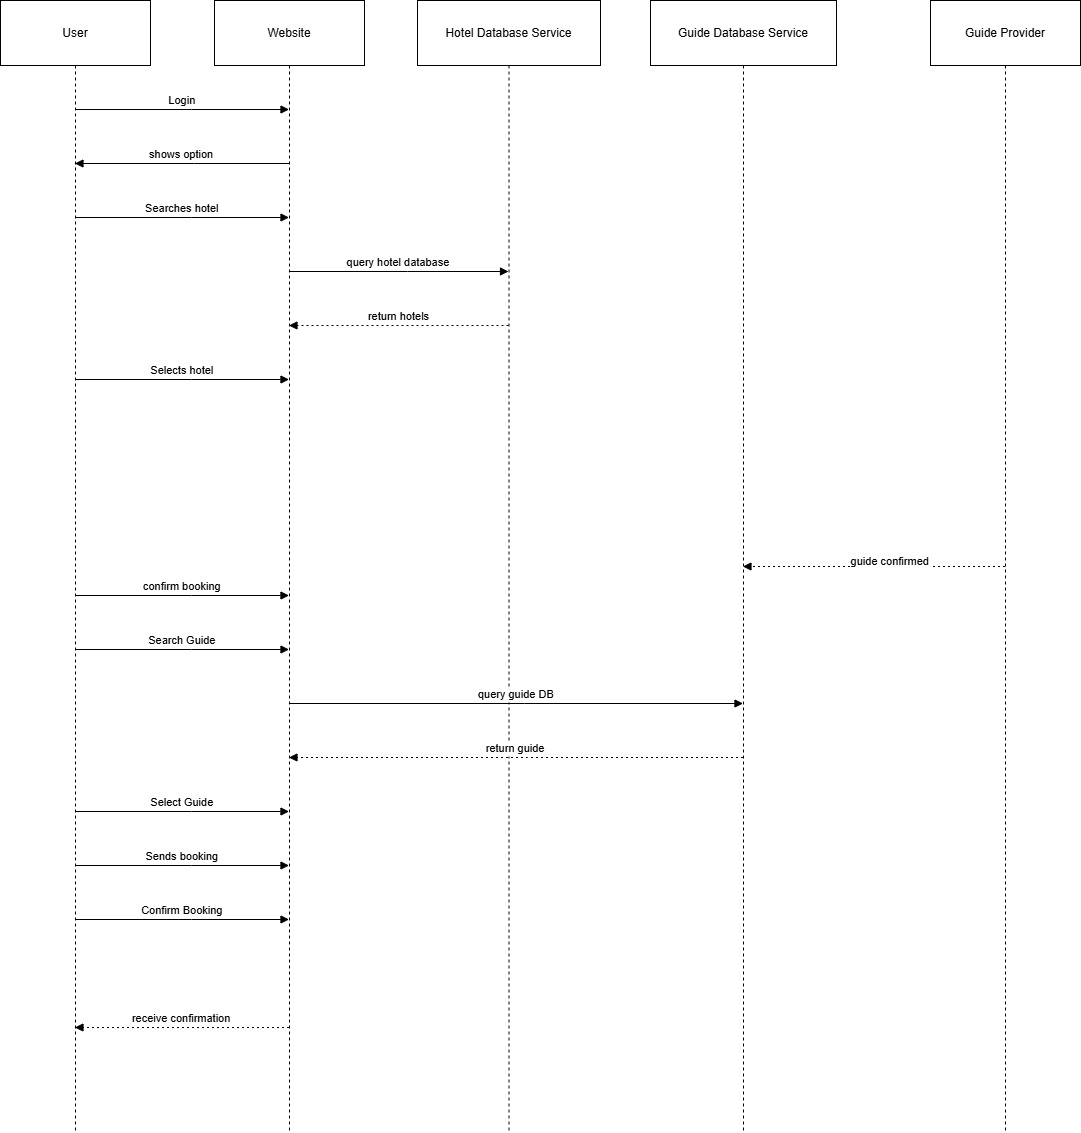 User
Website
Hotel Database Service
Guide Database Service
Guide Provider
Login
shows option
Searches hotel
query hotel database
return hotels
Selects hotel
guide confirmed
confirm booking
Search Guide
query guide DB
return guide
Select Guide
Sends booking
Confirm Booking
receive confirmation